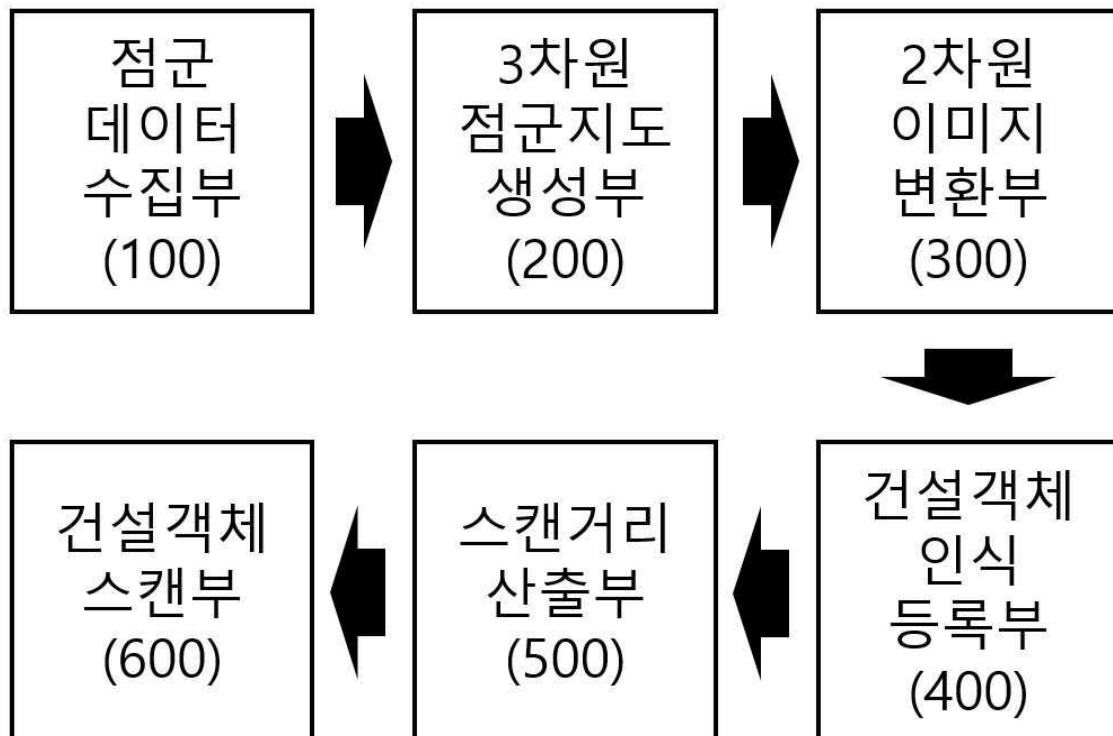 점군
데이터
수집부
(100)
3차원
점군지도
생성부
(200)
2차원
이미지
변환부
(300)
건설객체
인식
등록부
(400)
스캔거리
산출부
(500)
건설객체
스캔부
(600)